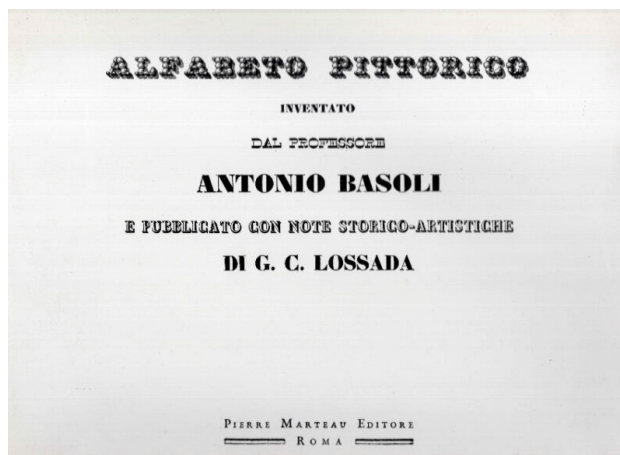 ALFABETO PITTORICO
INVENTATO
DAL PROFESSORE
ANTONIO BASOLI
E PUBBLICATO CON NOTE STORICO-ARTISTICHE
DI G. C. LOSSADA
PIERRE MARTEAU EDITORE
ROMA